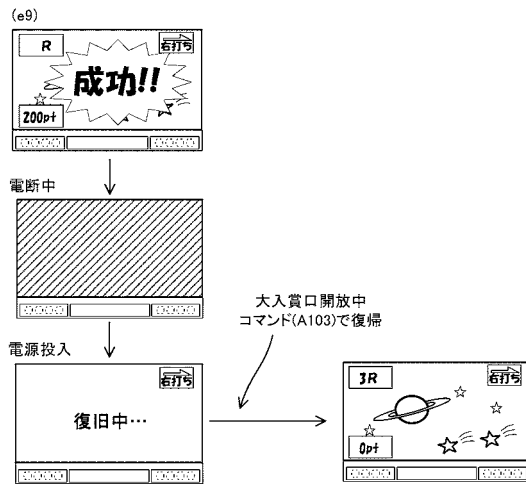 (e9)
R
右打ち
成功!!
200pt
電断中
電源投入
大入賞口開放中
コマンド(A103)で復帰
右打ち
復旧中…
3R
右打ち
0pt